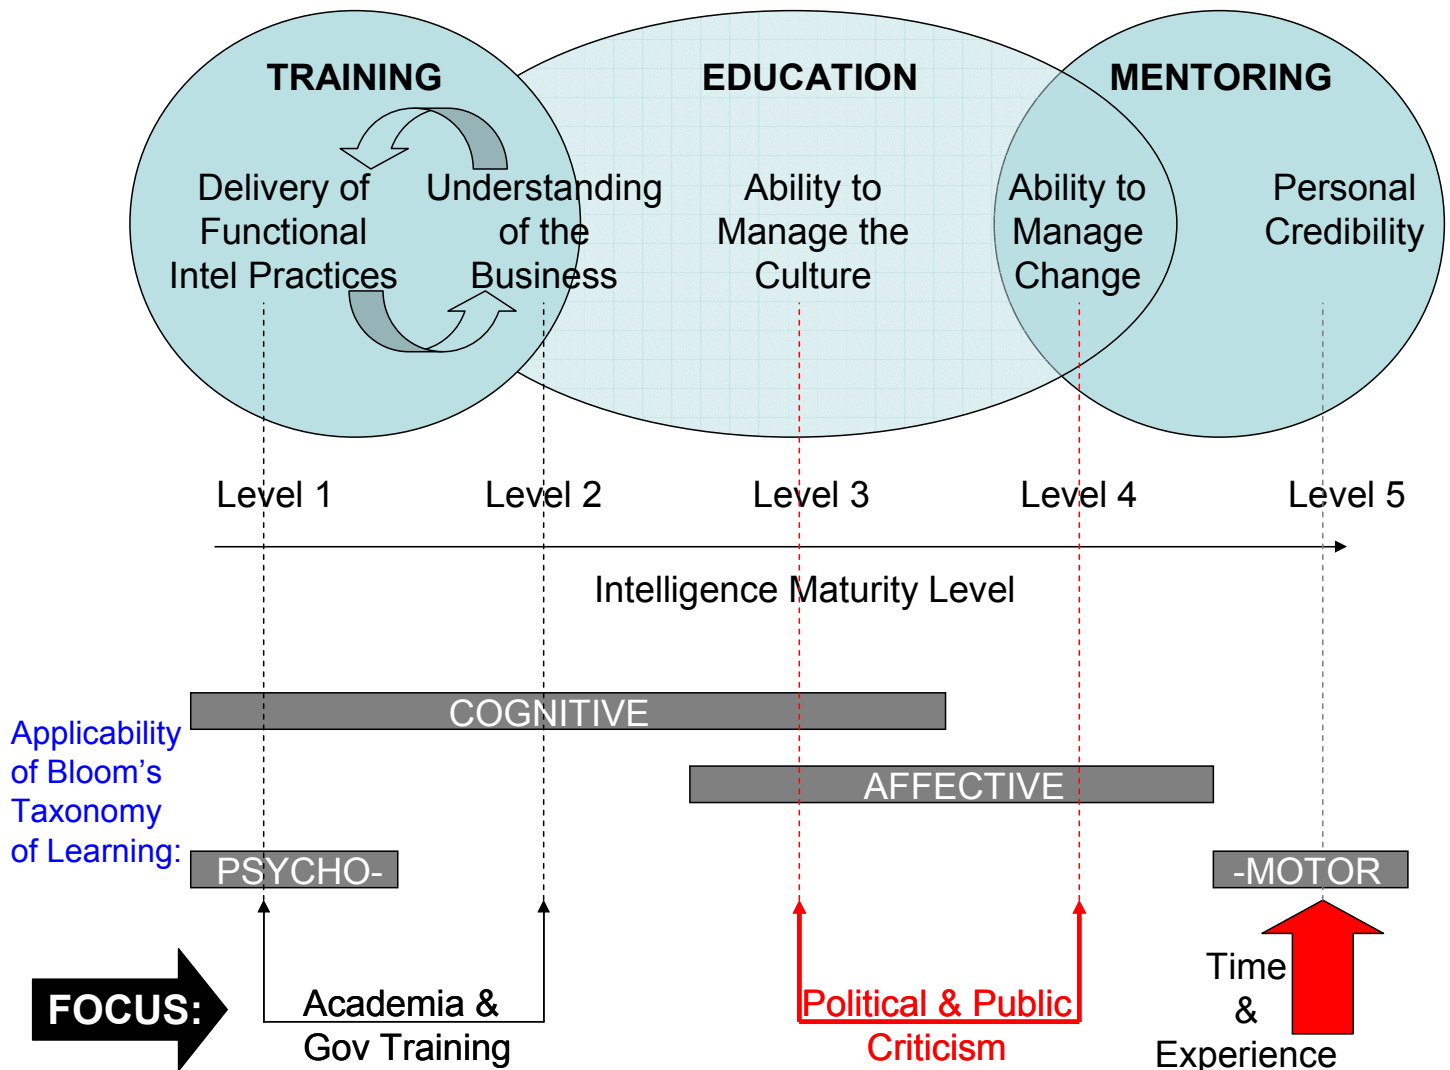 TRAINING
EDUCATION
MENTORING
Delivery of
Functional
Intel Practices
Understanding
of the
Business
Ability to
Manage the
Culture
Ability to
Manage
Change
Personal
Credibility
Level 1
Level 2
Level 3
Level 4
Level 5
Intelligence Maturity Level
Applicability
of Bloom’s
Taxonomy
of Learning:
COGNITIVE
AFFECTIVE
PSYCHO-
-MOTOR
FOCUS:
Academia &
Gov Training
Political & Public
Criticism
Time
&
Experience